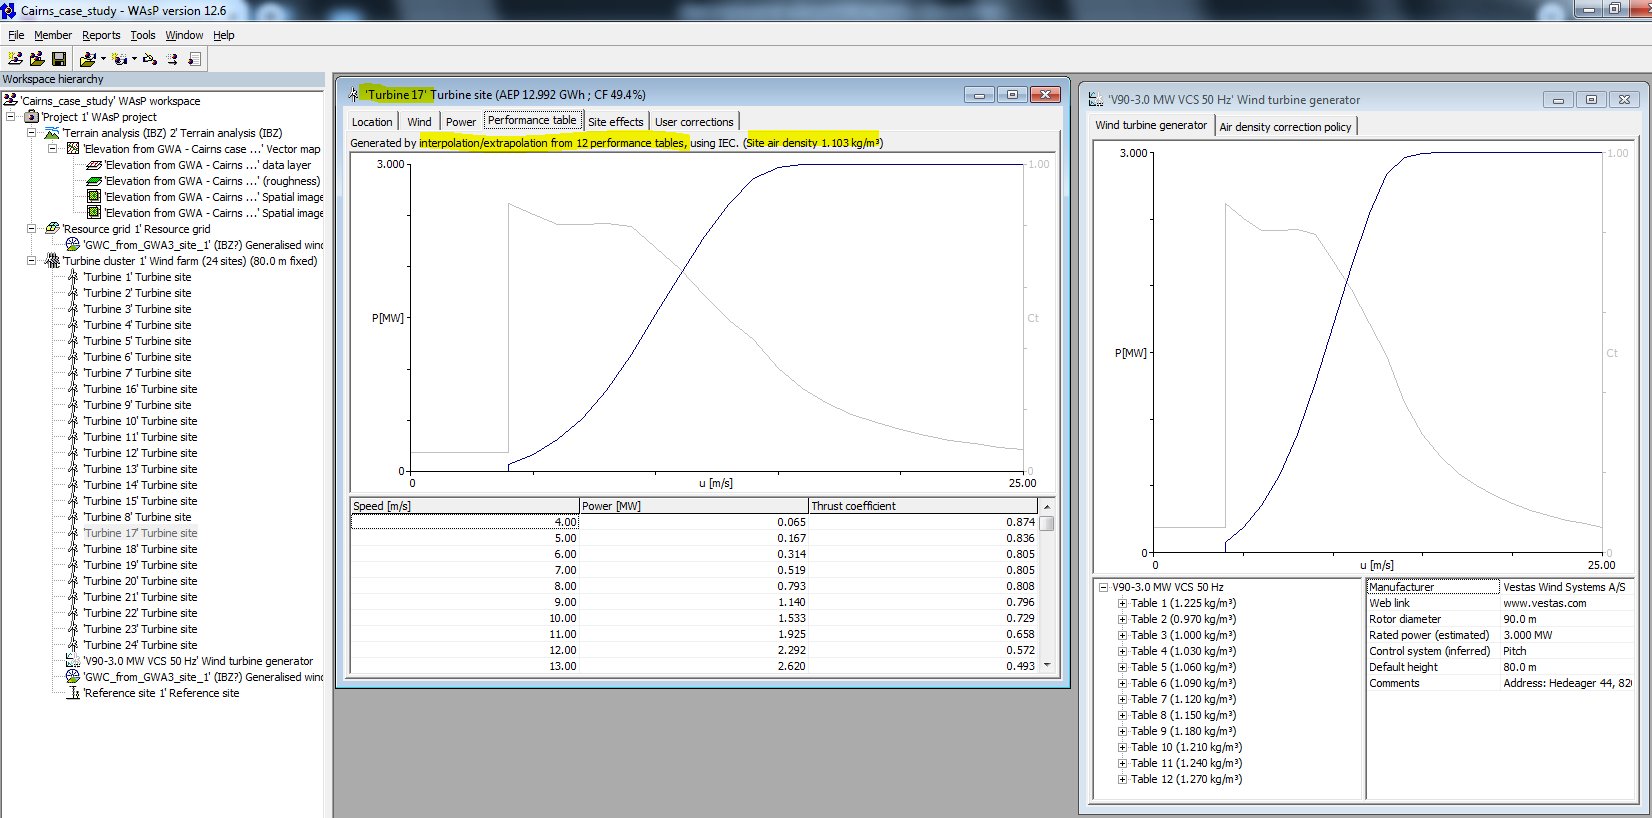 Cairns_case_study - WAsP version 12.6
File Member Reports Tools Window Help
Workspace hierarchy
'Cairns_case_study' WAsP workspace
'Project 1' WAsP project
'Terrain analysis (IBZ) 2' Terrain analysis (IBZ)
'Elevation from GWA - Cairns case ...' Vector map
'Elevation from GWA - Cairns ...' data layer
'Elevation from GWA - Cairns ...' (roughness)
'Elevation from GWA - Cairns ...' Spatial image
'Elevation from GWA - Cairns ...' Spatial image
'Resource grid 1' Resource grid
'GWC_from_GWA3_site_1' (IBZ?) Generalised wind
'Turbine cluster 1' Wind farm (24 sites) (80.0 m fixed)
'Turbine 1' Turbine site
'Turbine 2' Turbine site
'Turbine 3' Turbine site
'Turbine 4' Turbine site
'Turbine 5' Turbine site
'Turbine 6' Turbine site
'Turbine 7' Turbine site
'Turbine 16' Turbine site
'Turbine 9' Turbine site
'Turbine 10' Turbine site
'Turbine 11' Turbine site
'Turbine 12' Turbine site
'Turbine 13' Turbine site
'Turbine 14' Turbine site
'Turbine 15' Turbine site
'Turbine 8' Turbine site
'Turbine 17' Turbine site
'Turbine 18' Turbine site
'Turbine 19' Turbine site
'Turbine 20' Turbine site
'Turbine 21' Turbine site
'Turbine 22' Turbine site
'Turbine 23' Turbine site
'Turbine 24' Turbine site
'V90-3.0 MW VCS 50 Hz' Wind turbine generator
'GWC_from_GWA3_site_1' (IBZ?) Generalised wind
'Reference site 1' Reference site
'Turbine 17' Turbine site (AEP 12.992 GWh ; CF 49.4%)
Location Wind Power Performance table Site effects User corrections
Generated by interpolation/extrapolation from 12 performance tables, using IEC. (Site air density 1.103 kg/m³)
3.000 1.00
P[MW] Ct
0 0
0 u [m/s] 25.00
Speed [m/s] Power [MW] Thrust coefficient
4.00 0.065 0.874
5.00 0.167 0.836
6.00 0.314 0.805
7.00 0.519 0.805
8.00 0.793 0.808
9.00 1.140 0.796
10.00 1.533 0.729
11.00 1.925 0.658
12.00 2.292 0.572
13.00 2.620 0.493
'V90-3.0 MW VCS 50 Hz' Wind turbine generator
Wind turbine generator Air density correction policy
3.000 1.00
P[MW] Ct
0 0
0 u [m/s] 25.00
V90-3.0 MW VCS 50 Hz
Table 1 (1.225 kg/m³)
Table 2 (0.970 kg/m³)
Table 3 (1.000 kg/m³)
Table 4 (1.030 kg/m³)
Table 5 (1.060 kg/m³)
Table 6 (1.090 kg/m³)
Table 7 (1.120 kg/m³)
Table 8 (1.150 kg/m³)
Table 9 (1.180 kg/m³)
Table 10 (1.210 kg/m³)
Table 11 (1.240 kg/m³)
Table 12 (1.270 kg/m³)
Manufacturer Vestas Wind Systems A/S
Web link www.vestas.com
Rotor diameter 90.0 m
Rated power (estimated) 3.000 MW
Control system (inferred) Pitch
Default height 80.0 m
Comments Address: Hedeager 44, 820